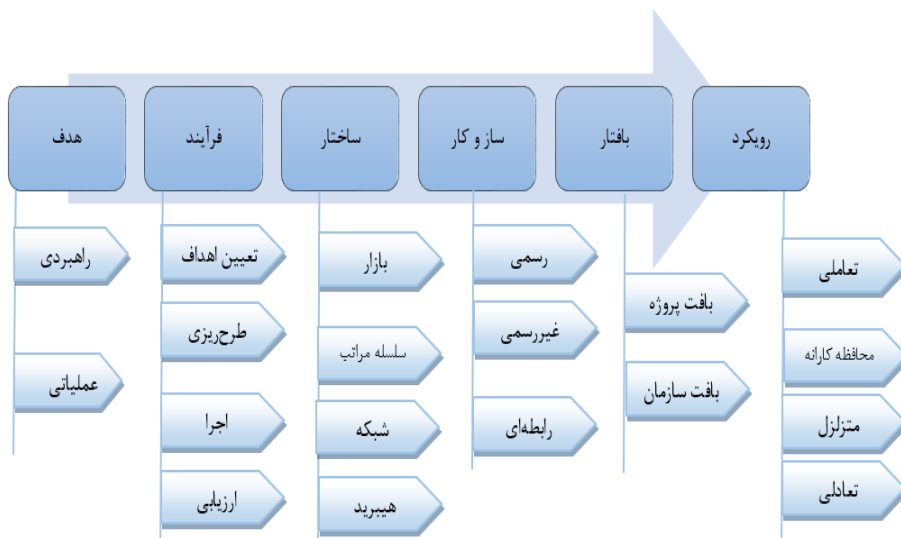 هدف
فرآیند
ساختار
ساز و کار
بافتار
رویکرد
راهبردی
عملیاتی
تعیین اهداف
طرح‌ریزی
اجرا
ارزیابی
بازار
سلسله مراتب
شبکه
هیبرید
رسمی
غیررسمی
رابطه‌ای
بافت پروژه
بافت سازمان
تعاملی
محافظه کارانه
متزلزل
تعادلی